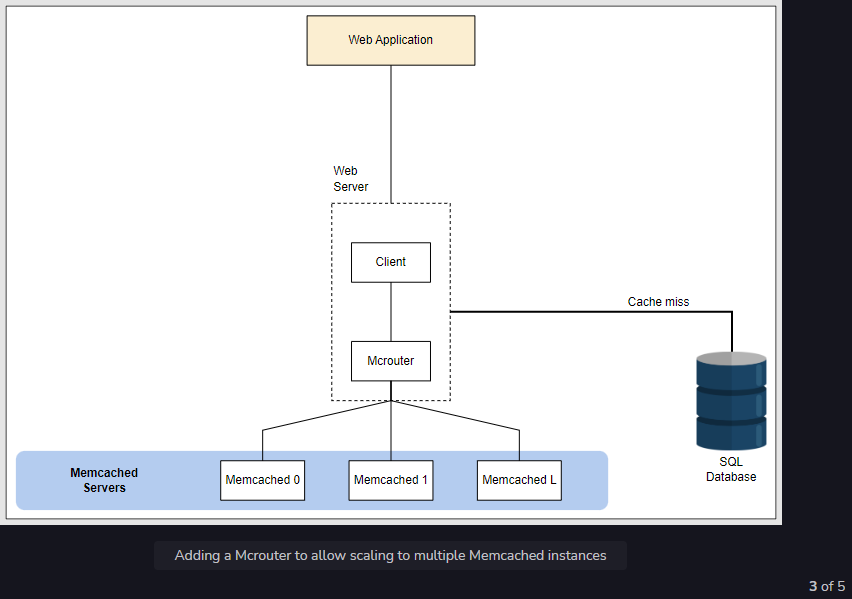 Web Application
Web
Server
Client
Cache miss
Mcrouter
Memcached
Servers
Memcached 0
Memcached 1
Memcached L
SQL
Database
Adding a Mcrouter to allow scaling to multiple Memcached instances
3 of 5